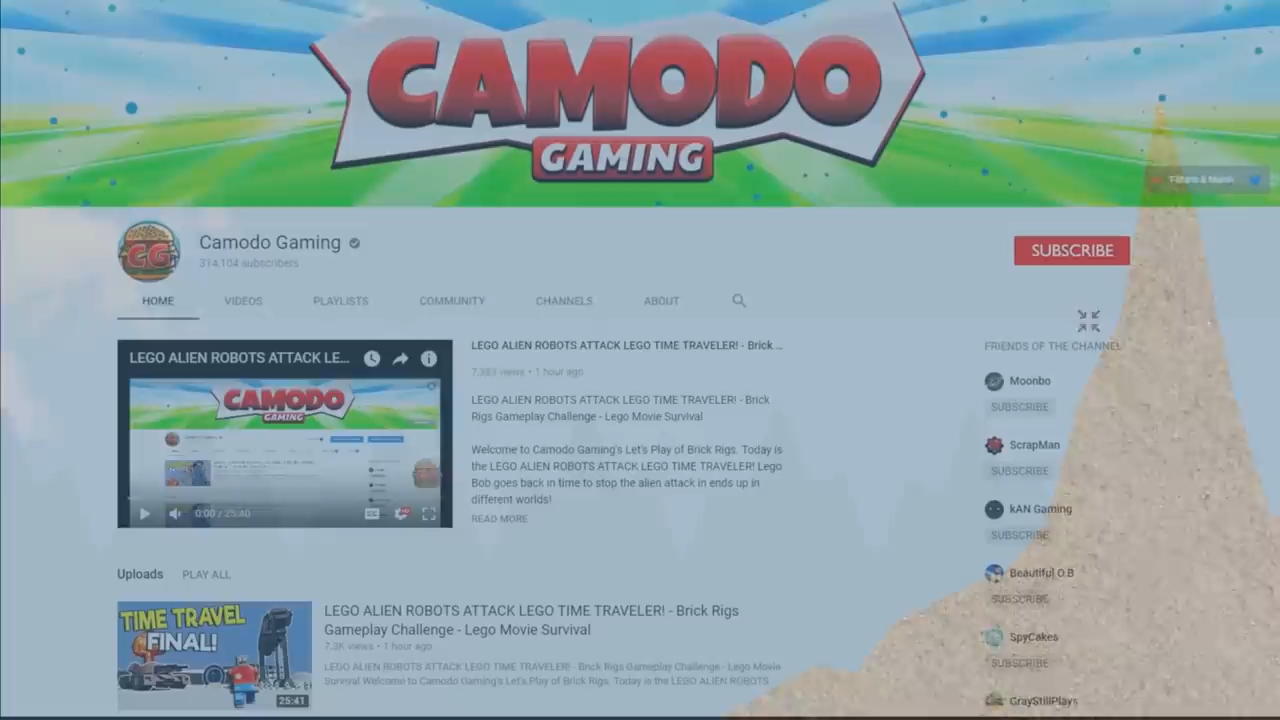 CAMODO
GAMING
Camodo Gaming
314,104 subscribers
SUBSCRIBE
HOME VIDEOS PLAYLISTS COMMUNITY CHANNELS ABOUT
LEGO ALIEN ROBOTS ATTACK LE...
CAMODO
GAMING
0:00 / 25:40
LEGO ALIEN ROBOTS ATTACK LEGO TIME TRAVELER! - Brick ...
7,383 views • 1 hour ago
LEGO ALIEN ROBOTS ATTACK LEGO TIME TRAVELER! - Brick
Rigs Gameplay Challenge - Lego Movie Survival
Welcome to Camodo Gaming's Let's Play of Brick Rigs. Today is
the LEGO ALIEN ROBOTS ATTACK LEGO TIME TRAVELER! Lego
Bob goes back in time to stop the alien attack in ends up in
different worlds!
READ MORE
FRIENDS OF THE CHANNEL
Moonbo
SUBSCRIBE
ScrapMan
SUBSCRIBE
kAN Gaming
SUBSCRIBE
Beautiful O.B
SUBSCRIBE
SpyCakes
SUBSCRIBE
GrayStillPlays
Uploads PLAY ALL
TIME TRAVEL
FINAL!
25:41
LEGO ALIEN ROBOTS ATTACK LEGO TIME TRAVELER! - Brick Rigs
Gameplay Challenge - Lego Movie Survival
7.3K views • 1 hour ago
LEGO ALIEN ROBOTS ATTACK LEGO TIME TRAVELER! - Brick Rigs Gameplay Challenge - Lego Movie
Survival Welcome to Camodo Gaming's Let's Play of Brick Rigs. Today is the LEGO ALIEN ROBOTS